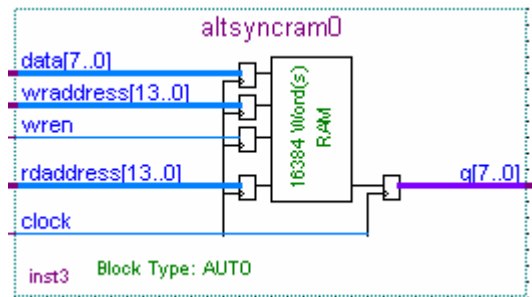 altsyncram0
data[7..0]
wraddress[13..0]
wren
rdaddress[13..0]
q[7..0]
16384 Word(s)
RAM
clock
inst3
Block Type: AUTO